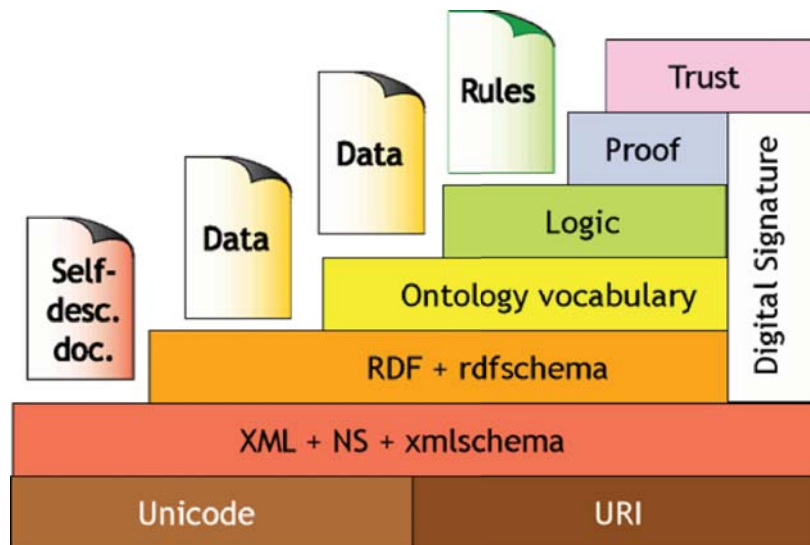 Rules
Trust
Data
Proof
Data
Logic
Self-
desc.
doc.
Ontology vocabulary
Digital Signature
RDF + rdfschema
XML + NS + xmlschema
Unicode
URI